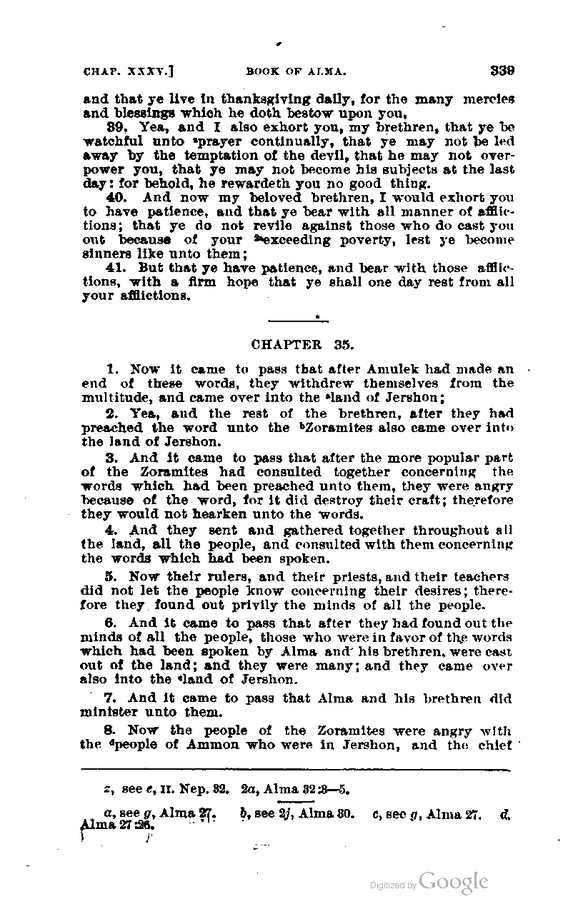 CHAP. XXXV.] BOOK OF ALMA. 339
and that ye live in thanksgiving daily, for the many mercies
and blessings which he doth bestow upon you,
39. Yea, and I also exhort you, my brethren, that ye be
watchful unto ᶻprayer continually, that ye may not be led
away by the temptation of the devil, that he may not over-
power you, that ye may not become his subjects at the last
day: for behold, he rewardeth you no good thing.
40. And now my beloved brethren, I would exhort you
to have patience, and that ye bear with all manner of afflic-
tions; that ye do not revile against those who do cast you
out because of your ²ᵃexceeding poverty, lest ye become
sinners like unto them;
41. But that ye have patience, and bear with those afflic-
tions, with a firm hope that ye shall one day rest from all
your afflictions.
CHAPTER 35.
1. Now it came to pass that after Amulek had made an
end of these words, they withdrew themselves from the
multitude, and came over into the ᵃland of Jershon;
2. Yea, and the rest of the brethren, after they had
preached the word unto the ᵇZoramites also came over into
the land of Jershon.
3. And it came to pass that after the more popular part
of the Zoramites had consulted together concerning the
words which had been preached unto them, they were angry
because of the word, for it did destroy their craft; therefore
they would not hearken unto the words.
4. And they sent and gathered together throughout all
the land, all the people, and consulted with them concerning
the words which had been spoken.
5. Now their rulers, and their priests, and their teachers
did not let the people know concerning their desires; there-
fore they found out privily the minds of all the people.
6. And it came to pass that after they had found out the
minds of all the people, those who were in favor of the words
which had been spoken by Alma and his brethren, were cast
out of the land; and they were many; and they came over
also into the ᶜland of Jershon.
7. And it came to pass that Alma and his brethren did
minister unto them.
8. Now the people of the Zoramites were angry with
the ᵈpeople of Ammon who were in Jershon, and the chief
z, see e, II. Nep. 32. 2a, Alma 32:3—5.
a, see g, Alma 27. b, see 2j, Alma 30. c, see g, Alma 27. d,
Alma 27:26.
Digitized by Google